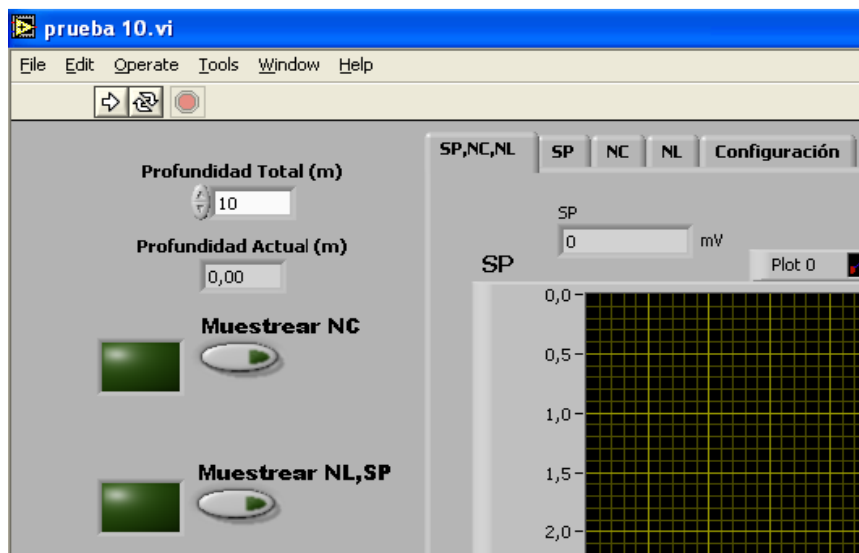 prueba 10.vi
File Edit Operate Tools Window Help
Profundidad Total (m)
10
Profundidad Actual (m)
0,00
Muestrear NC
Muestrear NL,SP
SP,NC,NL SP NC NL Configuración
SP
0 mV
SP Plot 0
0,0
0,5
1,0
1,5
2,0